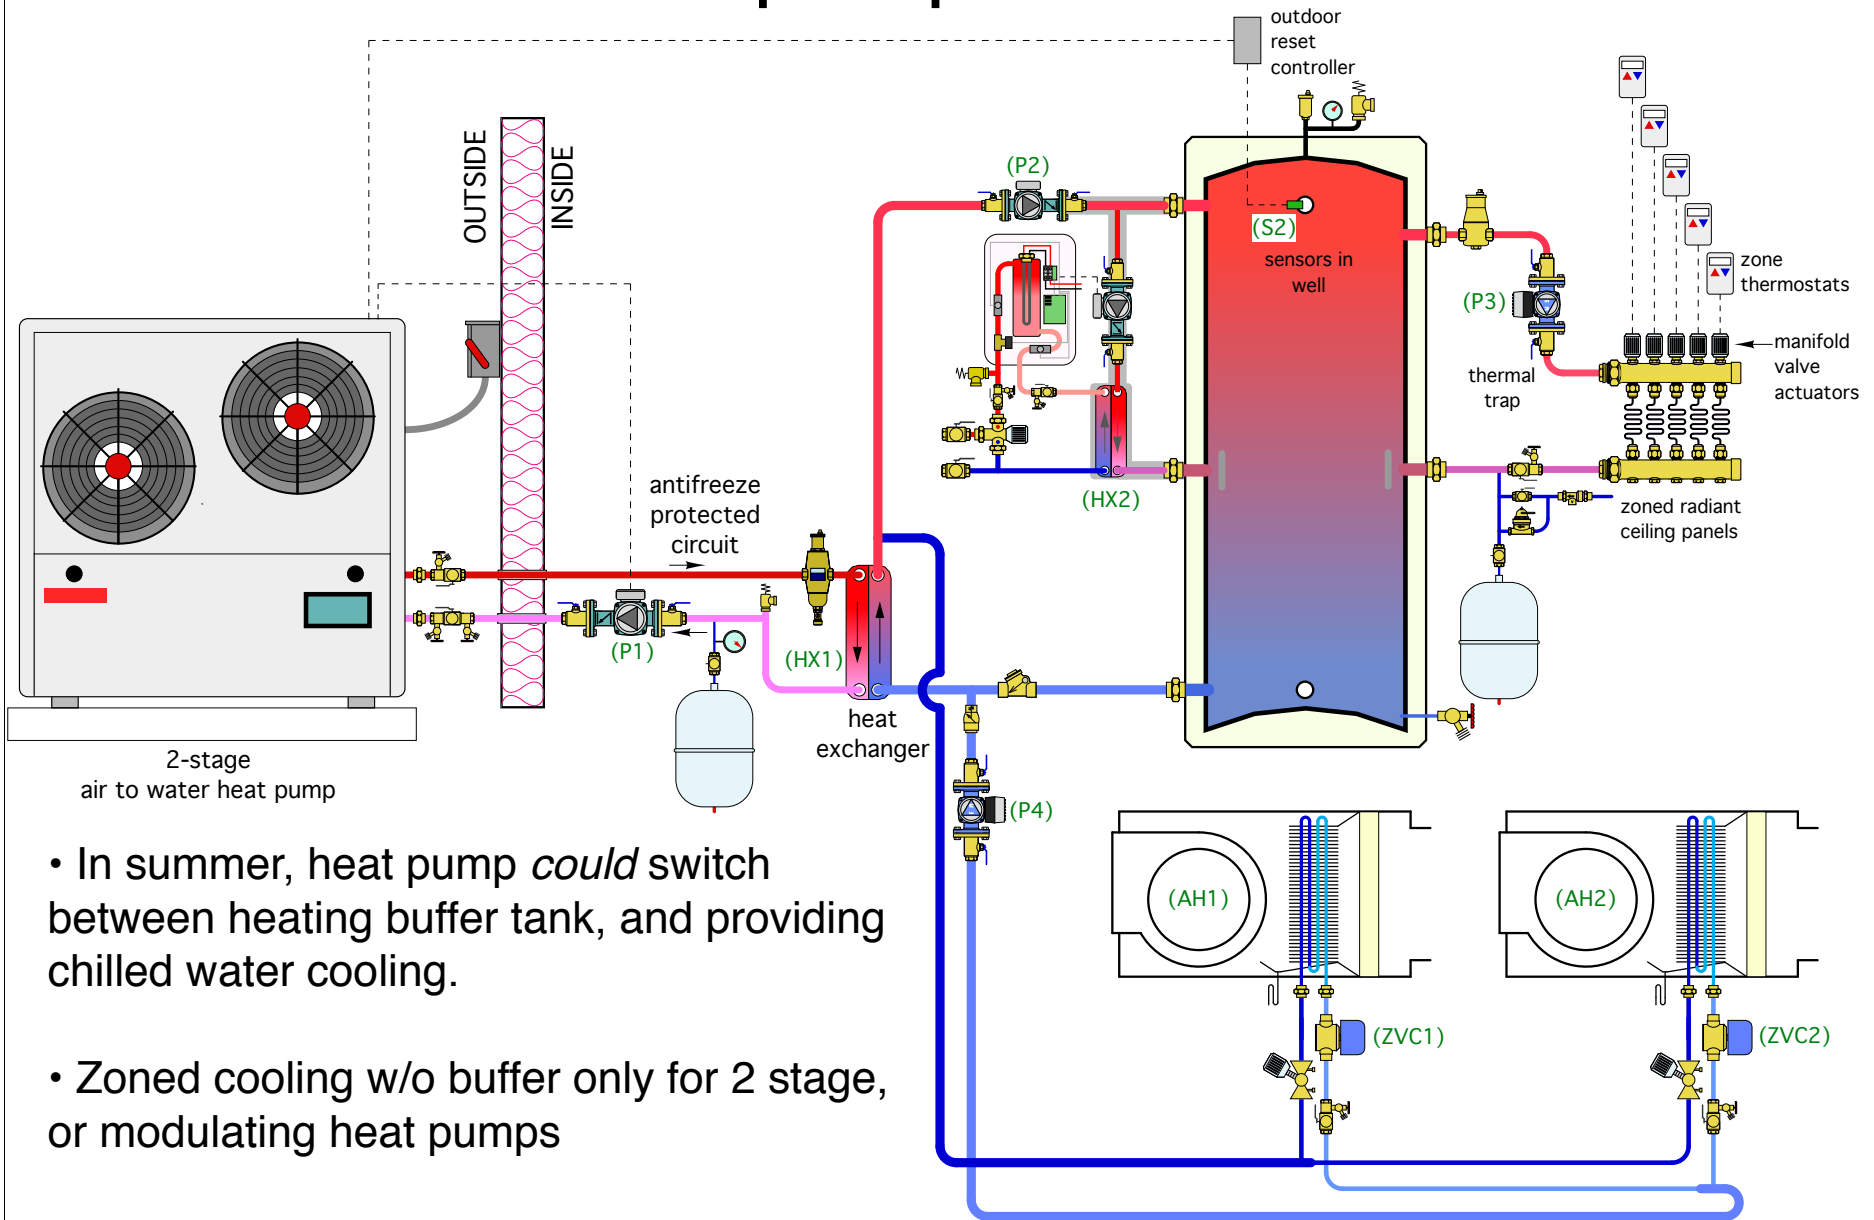 outdoor
reset
controller
OUTSIDE
INSIDE
(P2)
(S2)
sensors in
well
(P3)
zone
thermostats
manifold
valve
actuators
thermal
trap
antifreeze
protected
circuit
(HX2)
zoned radiant
ceiling panels
(P1)
(HX1)
heat
exchanger
2-stage
air to water heat pump
(P4)
• In summer, heat pump could switch
between heating buffer tank, and providing
chilled water cooling.
• Zoned cooling w/o buffer only for 2 stage,
or modulating heat pumps
(AH1)
(AH2)
(ZVC1)
(ZVC2)